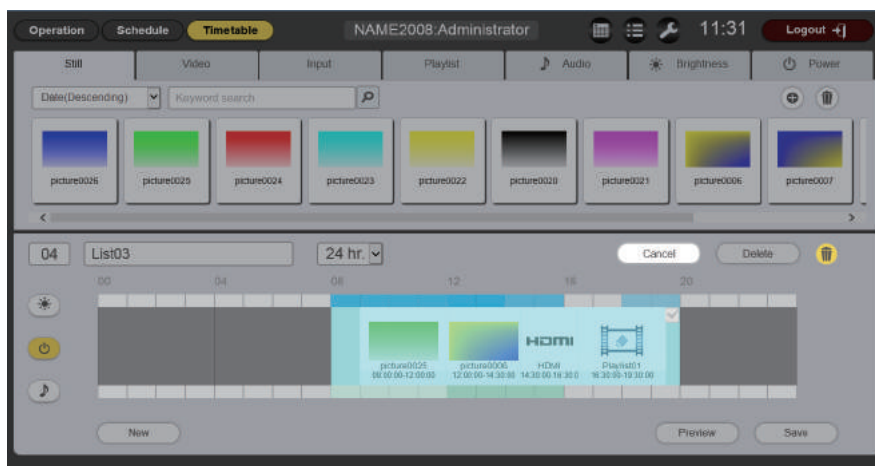 Operation Schedule Timetable NAME2008:Administrator 11:31 Logout
Still Video Input Playlist Audio Brightness Power
Date(Descending) Keyword search
picture0026 picture0025 picture0024 picture0023 picture0022 picture0020 picture0021 picture0006 picture0007
04 List03 24 hr. Cancel Delete
00 04 08 12 16 20
picture0025 picture0006 HDMI HDMI Playlist01
08:00:00-12:00:00 12:00:00-14:30:00 14:30:00-16:30:0 16:30:00-19:30:00
New Preview Save